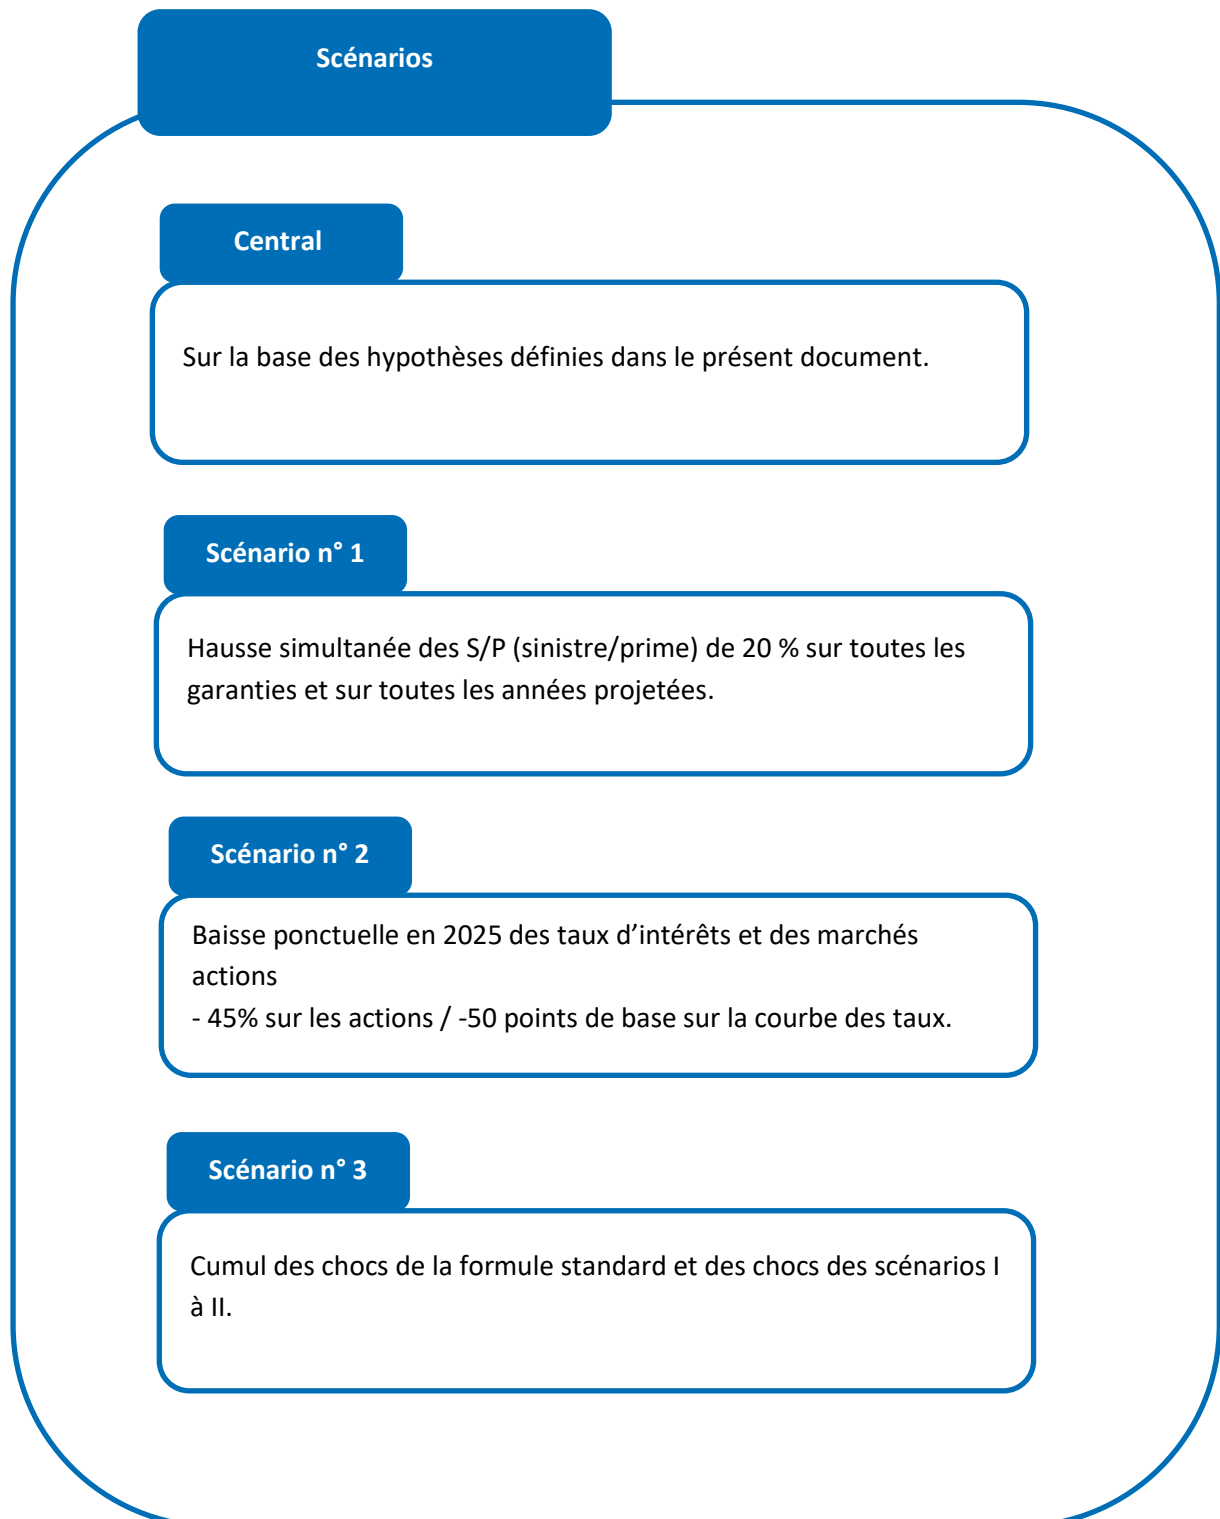 Scénarios
Central
Sur la base des hypothèses définies dans le présent document.
Scénario n° 1
Hausse simultanée des S/P (sinistre/prime) de 20 % sur toutes les
garanties et sur toutes les années projetées.
Scénario n° 2
Baisse ponctuelle en 2025 des taux d’intérêts et des marchés
actions
- 45% sur les actions / -50 points de base sur la courbe des taux.
Scénario n° 3
Cumul des chocs de la formule standard et des chocs des scénarios I
à II.